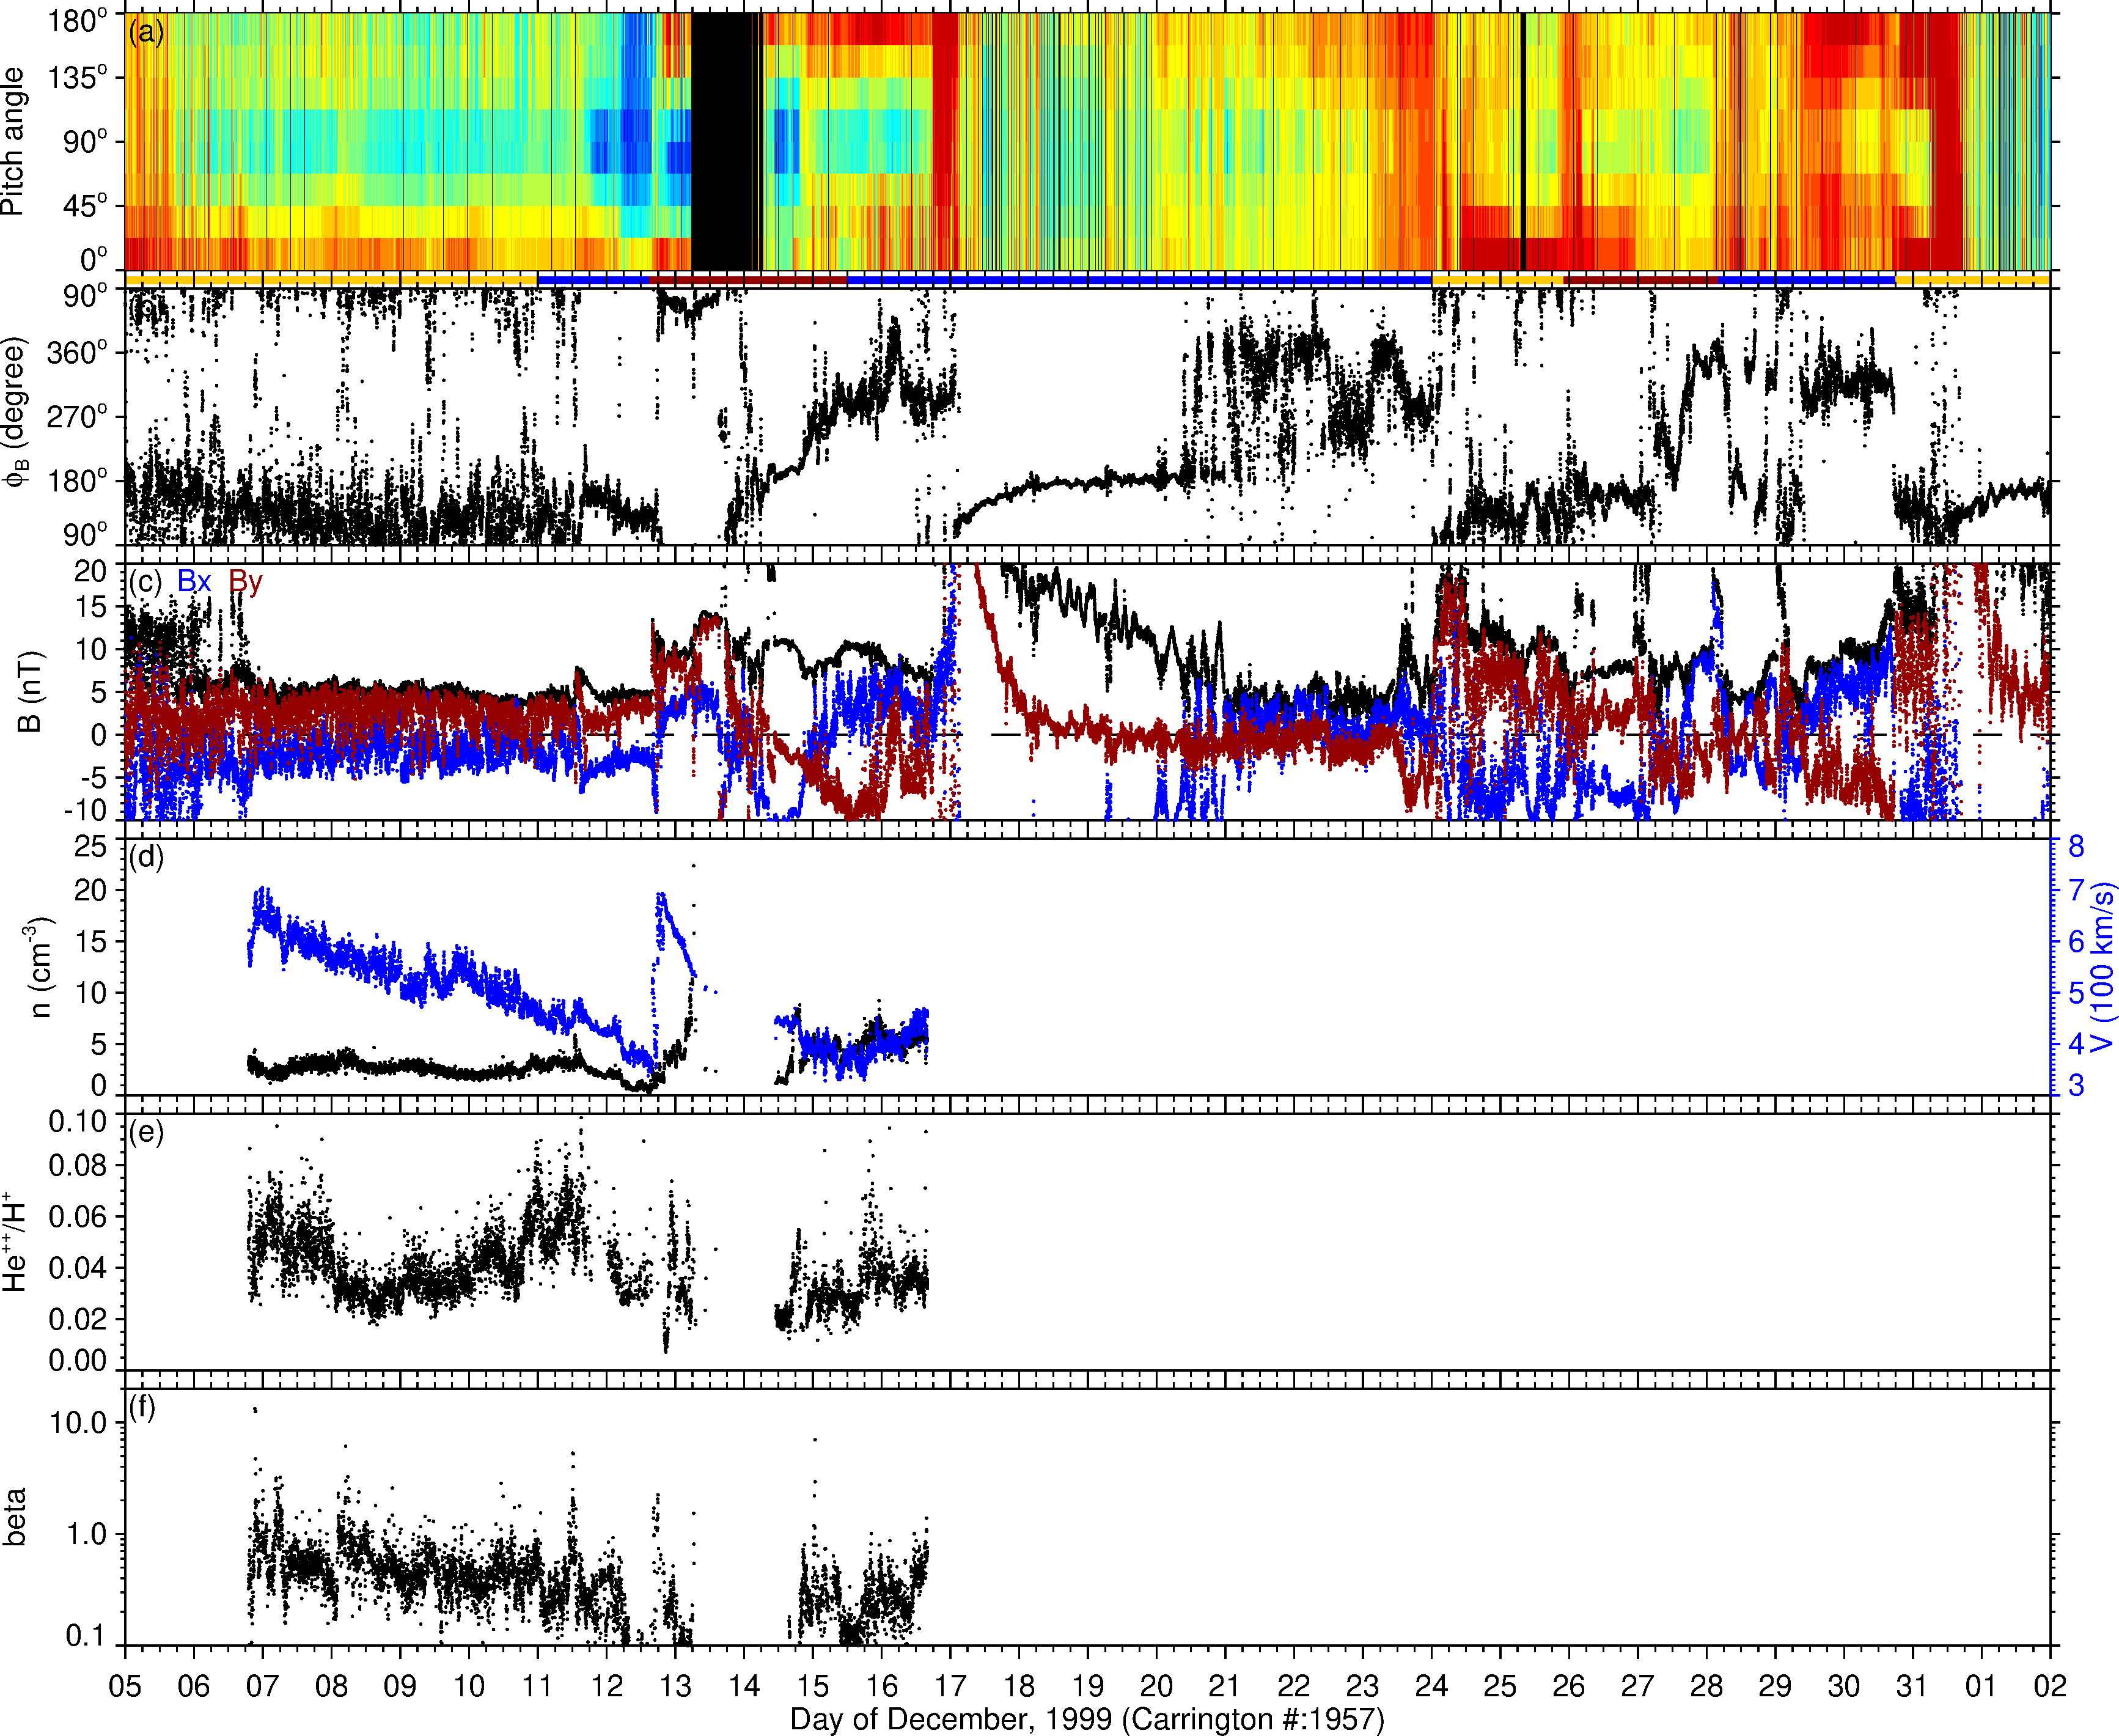 (a)
Pitch angle
180°
135°
90°
45°
0°
ϕB (degree)
90°
360°
270°
180°
90°
(c) Bx By
B (nT)
20
15
10
5
0
-5
-10
(d)
n (cm-3)
25
20
15
10
5
0
8
7
6
5
4
3
V (100 km/s)
(e)
He++/H+
0.10
0.08
0.06
0.04
0.02
0.00
(f)
beta
10.0
1.0
0.1
05 06 07 08 09 10 11 12 13 14 15 16 17 18 19 20 21 22 23 24 25 26 27 28 29 30 31 01 02
Day of December, 1999 (Carrington #:1957)